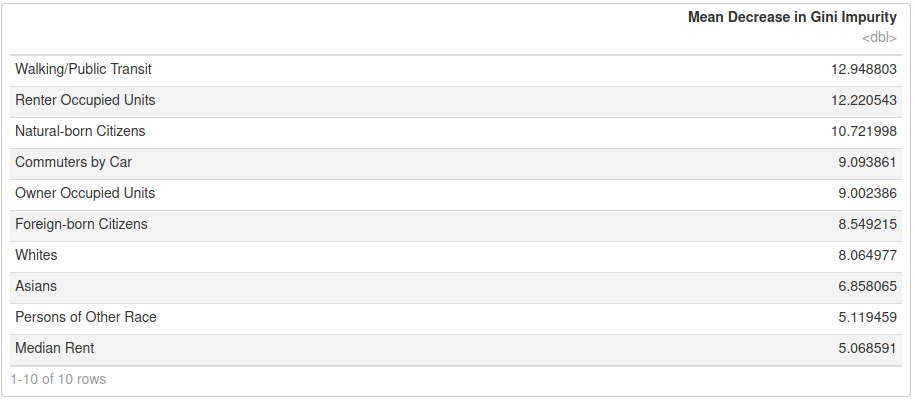 Mean Decrease in Gini Impurity
<dbl>
Walking/Public Transit 12.948803
Renter Occupied Units 12.220543
Natural-born Citizens 10.721998
Commuters by Car 9.093861
Owner Occupied Units 9.002386
Foreign-born Citizens 8.549215
Whites 8.064977
Asians 6.858065
Persons of Other Race 5.119459
Median Rent 5.068591
1-10 of 10 rows